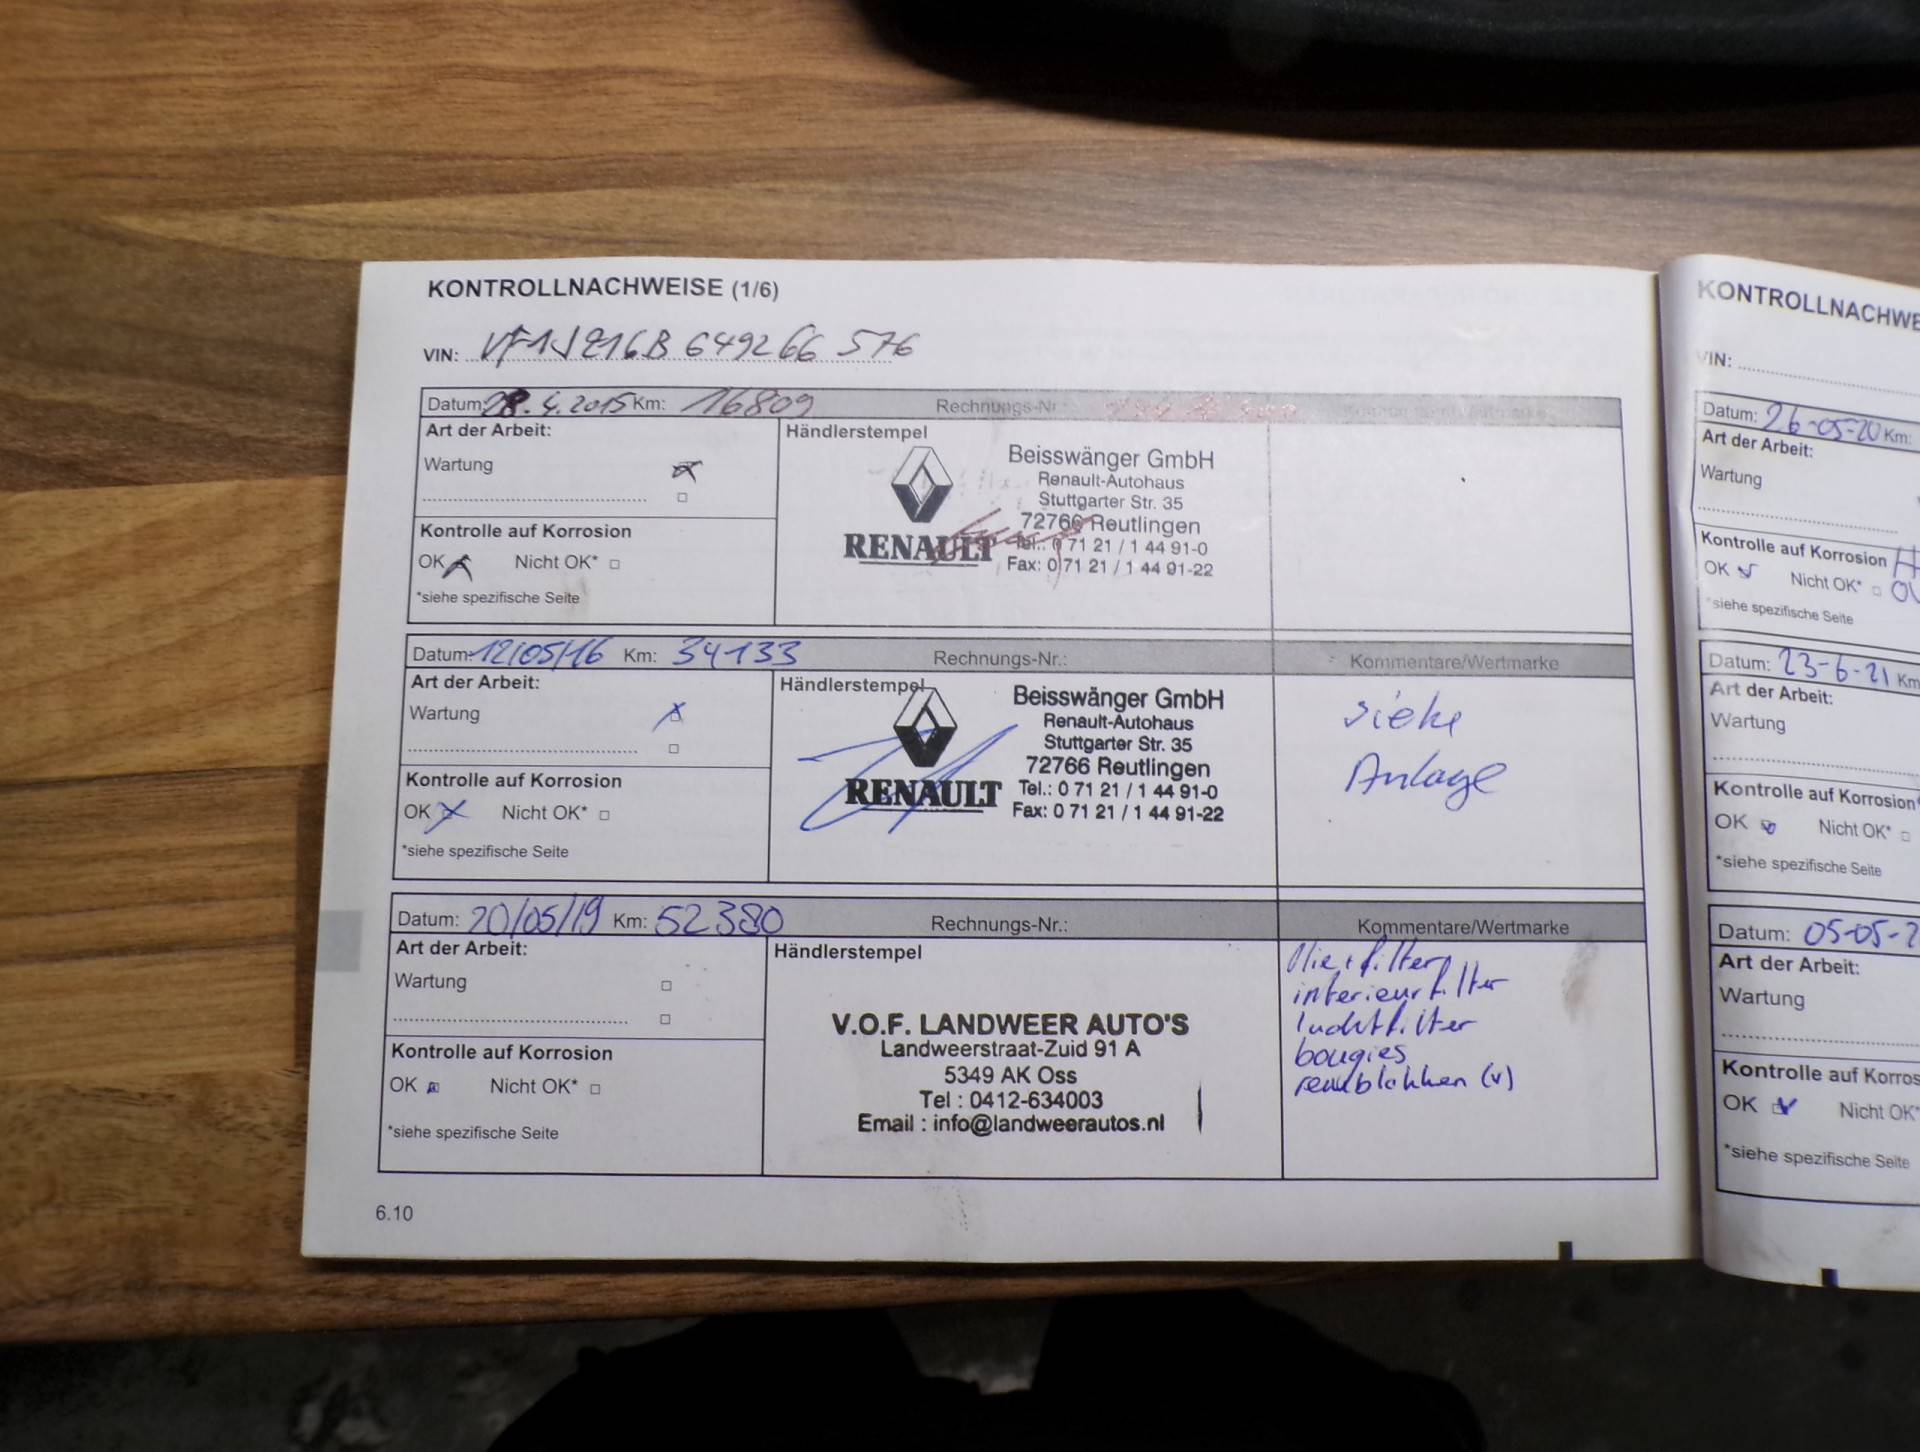 KONTROLLNACHWEISE (1/6)
VIN: VF1JZ16B 649266 576
Datum: 28.4.2015 Km: 16809 Rechnungs-Nr.:
Art der Arbeit:
Wartung
Kontrolle auf Korrosion
OK Nicht OK*
*siehe spezifische Seite
Händlerstempel
RENAULT
Beisswänger GmbH
Renault-Autohaus
Stuttgarter Str. 35
72766 Reutlingen
Tel.: 0 71 21 / 1 44 91-0
Fax: 0 71 21 / 1 44 91-22
Datum: 12/05/16 Km: 34133 Rechnungs-Nr.: Kommentare/Wertmarke
Art der Arbeit:
Wartung
Kontrolle auf Korrosion
OK Nicht OK*
*siehe spezifische Seite
Händlerstempel
RENAULT
Beisswänger GmbH
Renault-Autohaus
Stuttgarter Str. 35
72766 Reutlingen
Tel.: 0 71 21 / 1 44 91-0
Fax: 0 71 21 / 1 44 91-22
siehe
Anlage
Datum: 20/05/19 Km: 52380 Rechnungs-Nr.: Kommentare/Wertmarke
Art der Arbeit:
Wartung
Kontrolle auf Korrosion
OK Nicht OK*
*siehe spezifische Seite
Händlerstempel
V.O.F. LANDWEER AUTO'S
Landweerstraat-Zuid 91 A
5349 AK Oss
Tel : 0412-634003
Email : info@landweerautos.nl
Olie + filter
interieurfilter
luchtfilter
bougies
remblokken (v)
6.10
KONTROLLNACHWE
VIN:
Datum: 26-05-20 Km:
Art der Arbeit:
Wartung
Kontrolle auf Korrosion
OK Nicht OK*
*siehe spezifische Seite
Datum: 23-6-21 Km
Art der Arbeit:
Wartung
Kontrolle auf Korrosion
OK Nicht OK*
*siehe spezifische Seite
Datum: 05-05-2
Art der Arbeit:
Wartung
Kontrolle auf Korros
OK Nicht OK*
*siehe spezifische Seite